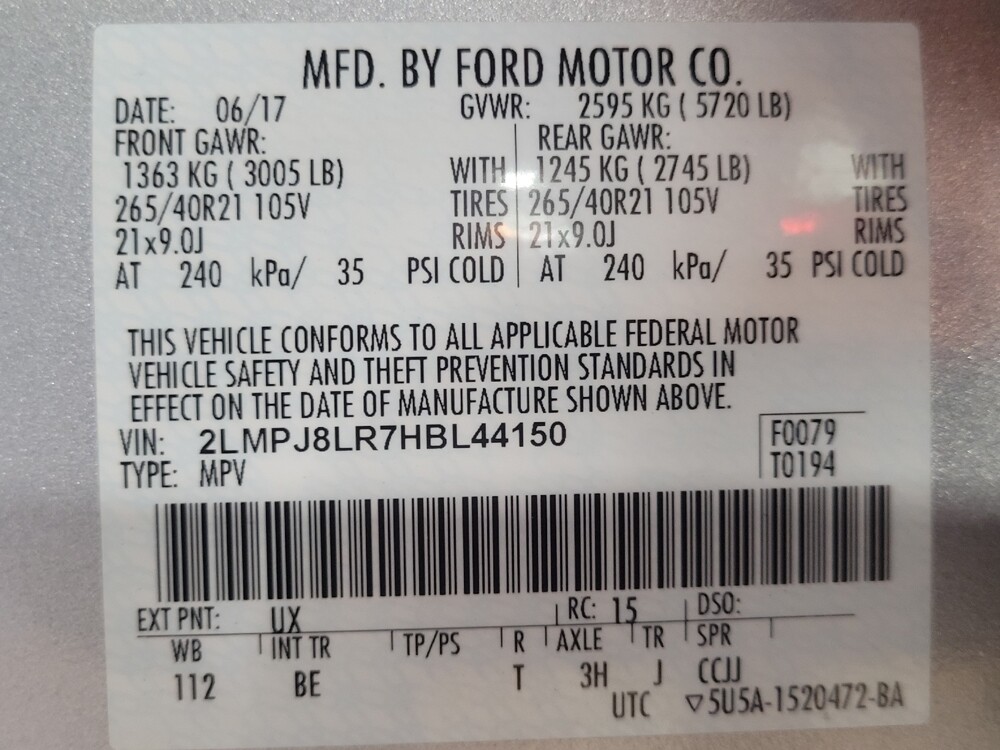 MFD. BY FORD MOTOR CO.
DATE: 06/17 GVWR: 2595 KG ( 5720 LB)
FRONT GAWR: REAR GAWR:
1363 KG ( 3005 LB) WITH 1245 KG ( 2745 LB) WITH
265/40R21 105V TIRES 265/40R21 105V TIRES
21x9.0J RIMS 21x9.0J RIMS
AT 240 kPa/ 35 PSI COLD AT 240 kPa/ 35 PSI COLD
THIS VEHICLE CONFORMS TO ALL APPLICABLE FEDERAL MOTOR
VEHICLE SAFETY AND THEFT PREVENTION STANDARDS IN
EFFECT ON THE DATE OF MANUFACTURE SHOWN ABOVE.
VIN: 2LMPJ8LR7HBL44150 F0079
TYPE: MPV T0194
EXT PNT: UX RC: 15 DSO:
WB INT TR TP/PS R AXLE TR SPR
112 BE T 3H J CCJJ
UTC ▽5U5A-1520472-BA